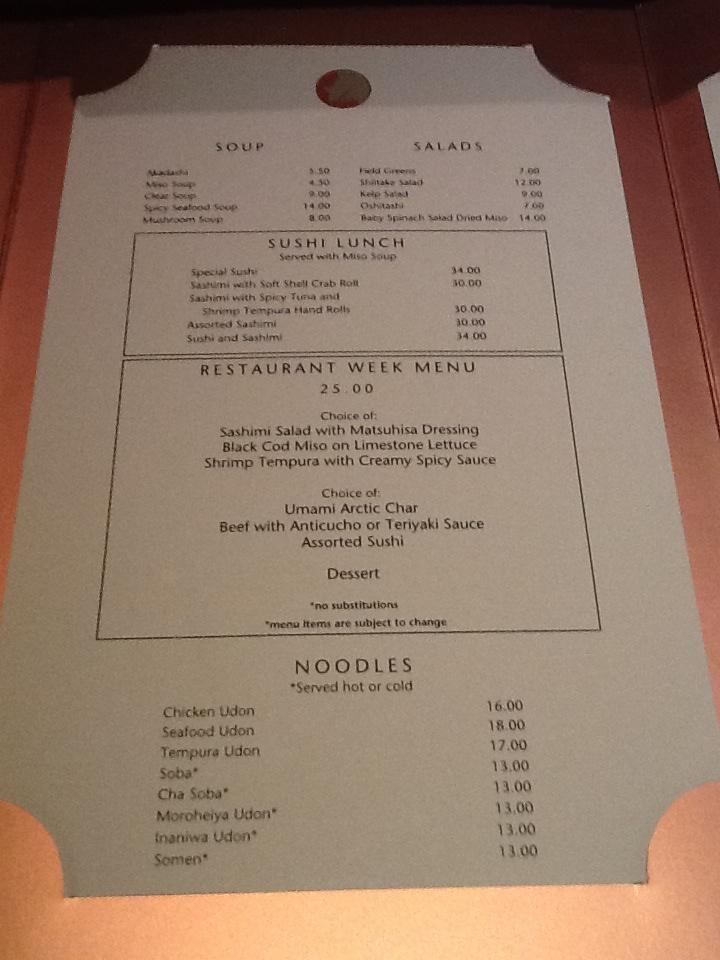 SOUP
Akadashi 5.50
Miso Soup 4.50
Clear Soup 9.00
Spicy Seafood Soup 14.00
Mushroom Soup 8.00
SALADS
Field Greens 7.00
Shiitake Salad 12.00
Kelp Salad 9.00
Oshitashi 7.00
Baby Spinach Salad Dried Miso 14.00
SUSHI LUNCH
Served with Miso Soup
Special Sushi 34.00
Sashimi with Soft Shell Crab Roll 30.00
Sashimi with Spicy Tuna and
Shrimp Tempura Hand Rolls 30.00
Assorted Sashimi 30.00
Sushi and Sashimi 34.00
RESTAURANT WEEK MENU
25.00
Choice of:
Sashimi Salad with Matsuhisa Dressing
Black Cod Miso on Limestone Lettuce
Shrimp Tempura with Creamy Spicy Sauce
Choice of:
Umami Arctic Char
Beef with Anticucho or Teriyaki Sauce
Assorted Sushi
Dessert
*no substitutions
*menu items are subject to change
NOODLES
*Served hot or cold
Chicken Udon 16.00
Seafood Udon 18.00
Tempura Udon 17.00
Soba* 13.00
Cha Soba* 13.00
Moroheiya Udon* 13.00
Inaniwa Udon* 13.00
Somen* 13.00